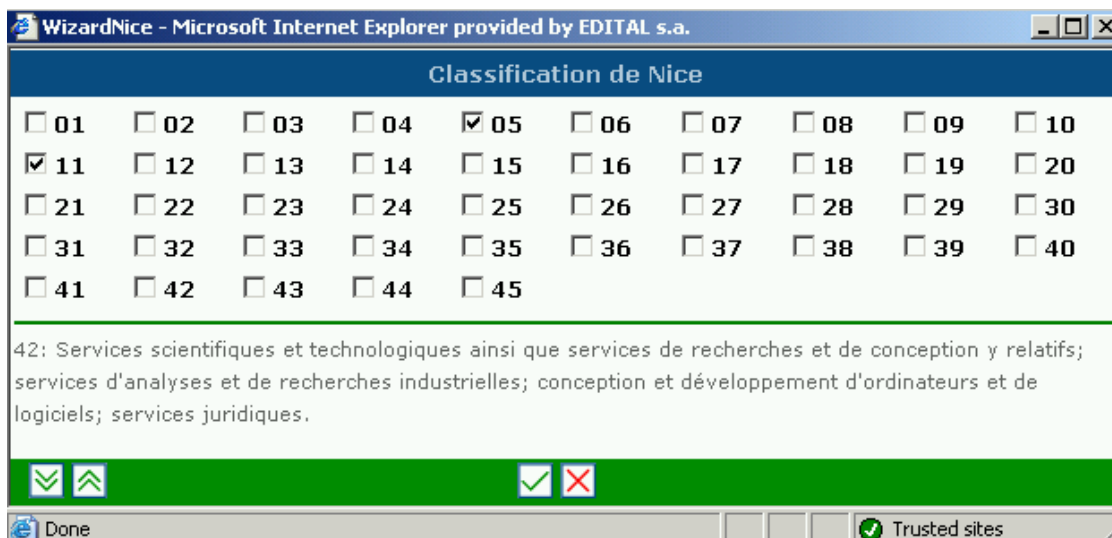 WizardNice - Microsoft Internet Explorer provided by EDITAL s.a.
Classification de Nice
01 02 03 04 05 06 07 08 09 10
11 12 13 14 15 16 17 18 19 20
21 22 23 24 25 26 27 28 29 30
31 32 33 34 35 36 37 38 39 40
41 42 43 44 45
42: Services scientifiques et technologiques ainsi que services de recherches et de conception y relatifs;
services d'analyses et de recherches industrielles; conception et développement d'ordinateurs et de
logiciels; services juridiques.
Done Trusted sites